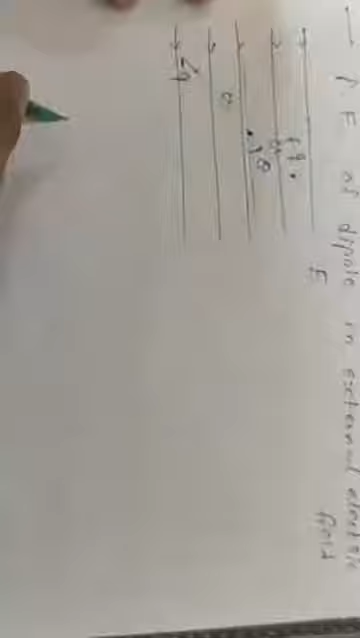 → P E of dipole in external electric field
E
+q
a
θ
a
-q